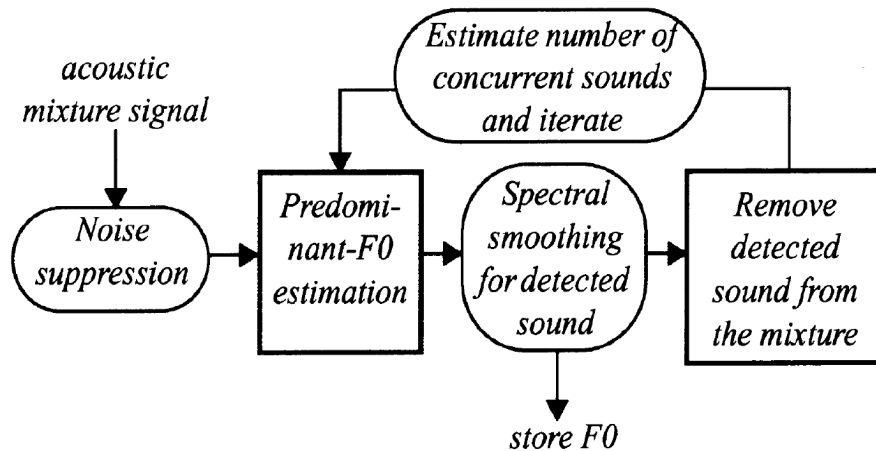 acoustic
mixture signal
Noise
suppression
Predomi-
nant-F0
estimation
Spectral
smoothing
for detected
sound
store F0
Remove
detected
sound from
the mixture
Estimate number of
concurrent sounds
and iterate